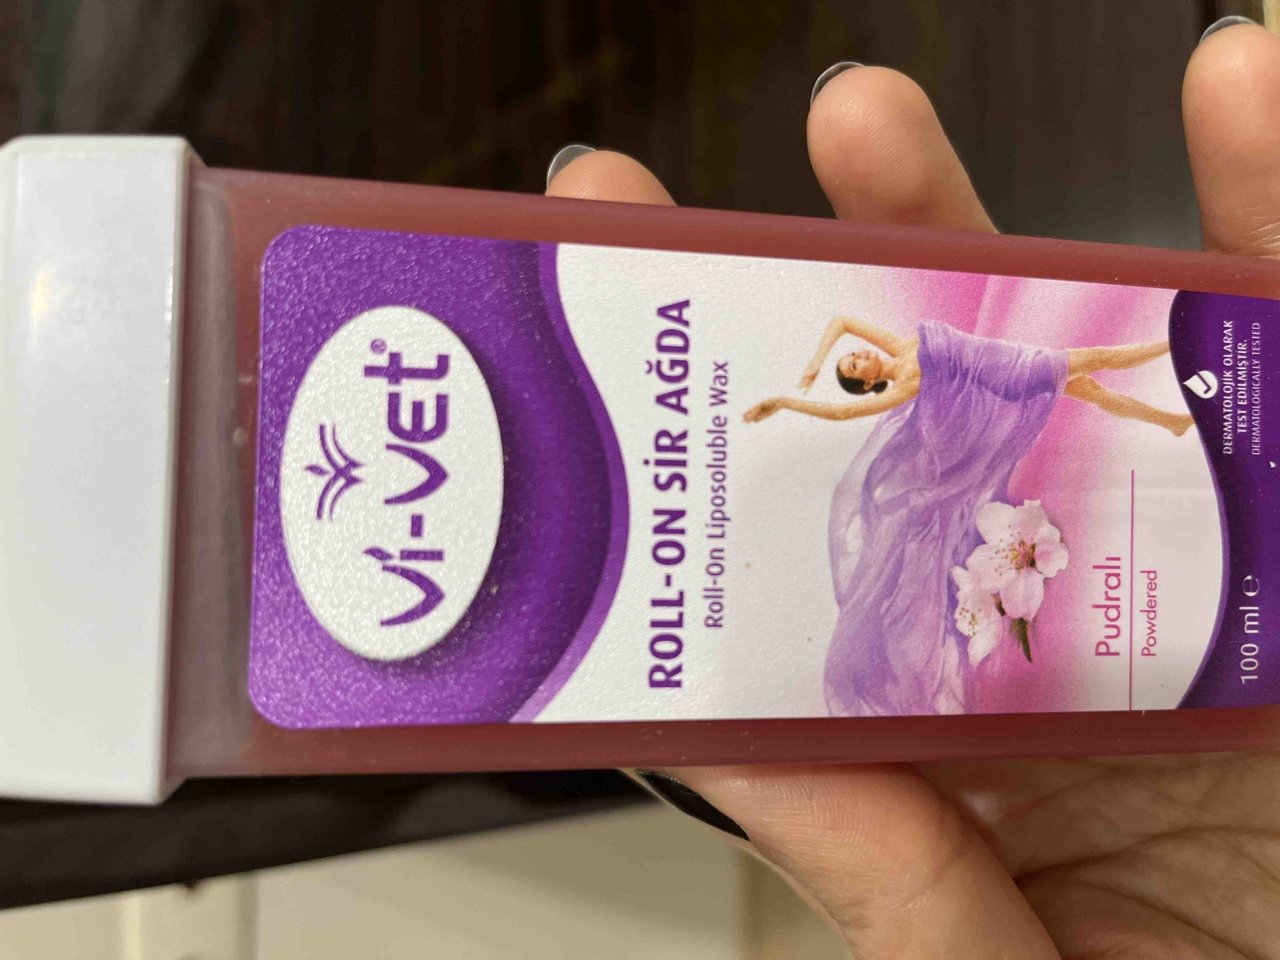 Vi-VET®
ROLL-ON SİR AĞDA
Roll-On Liposoluble Wax
Pudralı
Powdered
DERMATOLOJİK OLARAK
TEST EDİLMİŞTİR.
DERMATOLOGICALLY TESTED
100 ml ℮